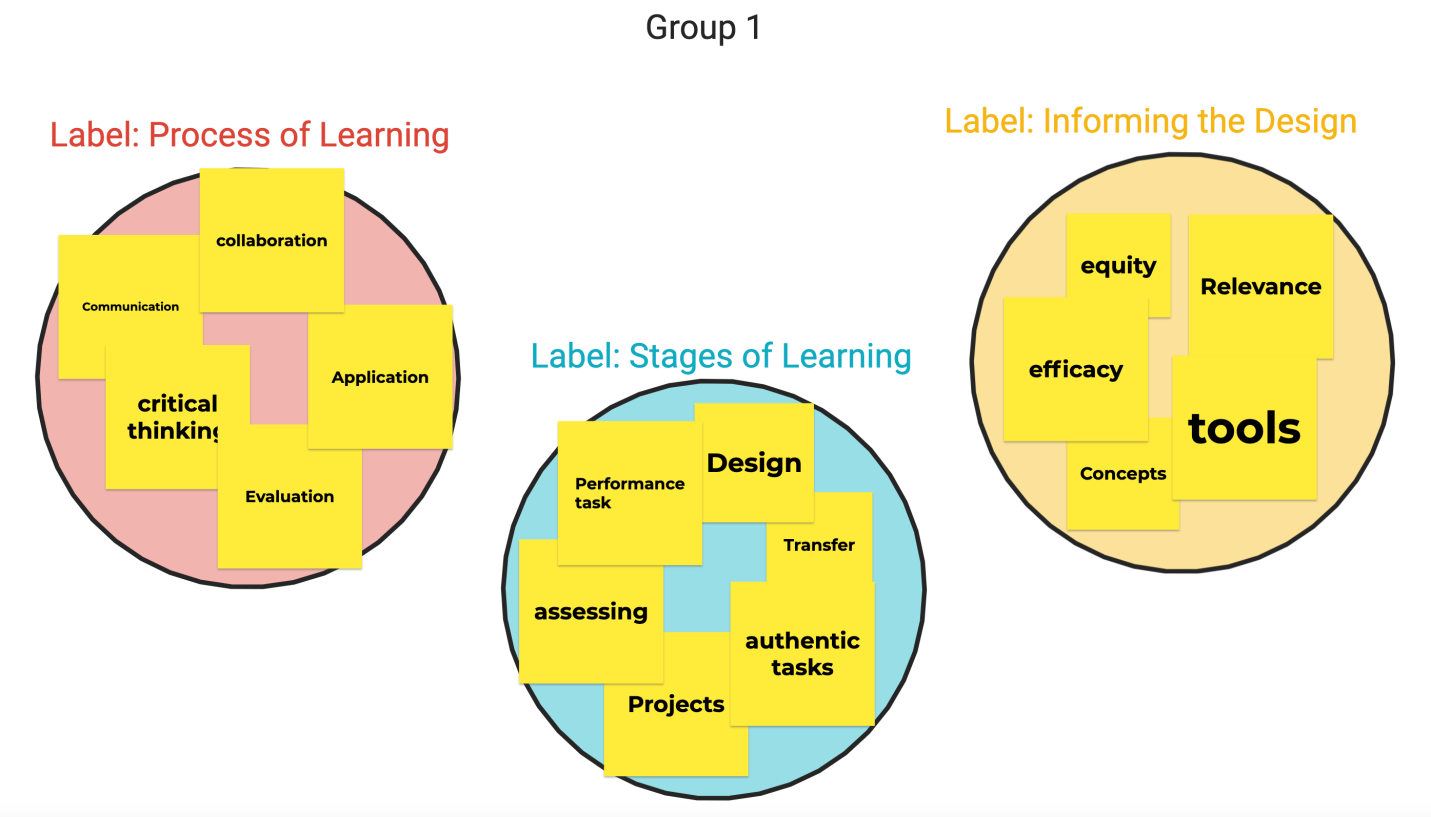 Group 1
Label: Process of Learning
collaboration
Communication
Application
critical
thinking
Evaluation
Label: Stages of Learning
Design
Performance
task
Transfer
assessing
authentic
tasks
Projects
Label: Informing the Design
equity
Relevance
efficacy
tools
Concepts